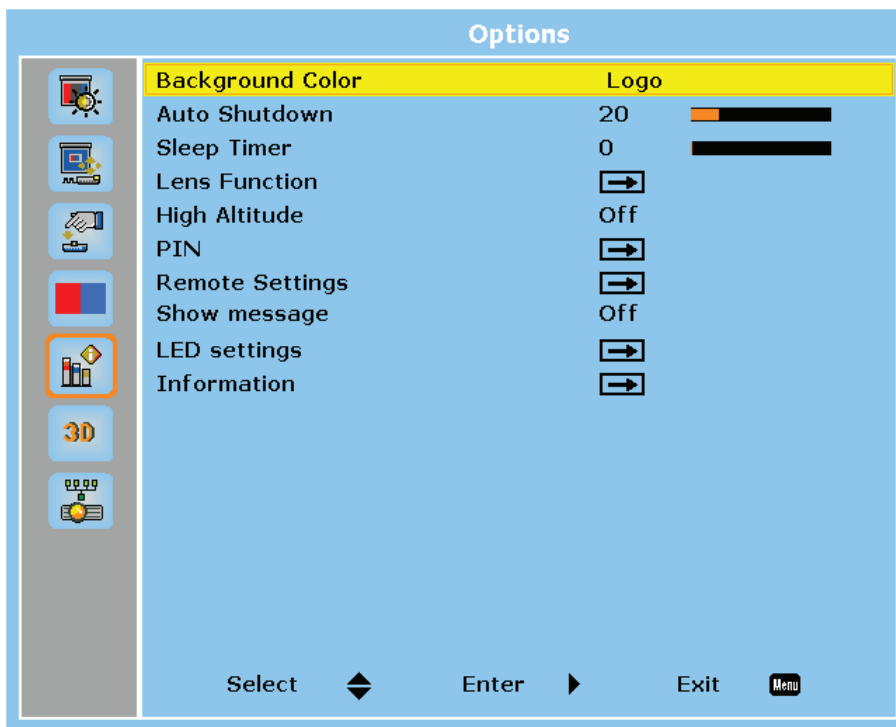 Options
Background Color Logo
Auto Shutdown 20
Sleep Timer 0
Lens Function
High Altitude Off
PIN
Remote Settings
Show message Off
LED settings
Information
3D
Select Enter Exit Menu